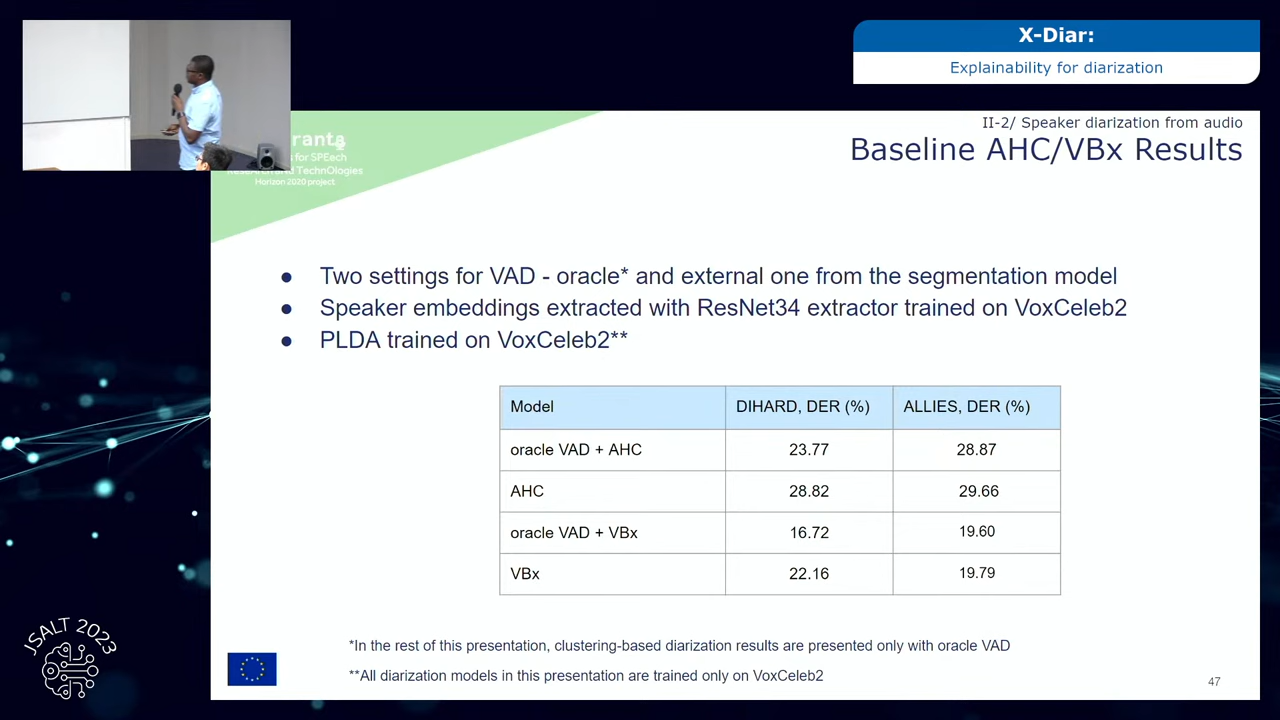 X-Diar:
Explainability for diarization
for SPEech
Research and TechnOlogies
Horizon 2020 project
II-2/ Speaker diarization from audio
Baseline AHC/VBx Results
● Two settings for VAD - oracle* and external one from the segmentation model
● Speaker embeddings extracted with ResNet34 extractor trained on VoxCeleb2
● PLDA trained on VoxCeleb2**
Model DIHARD, DER (%) ALLIES, DER (%)
oracle VAD + AHC 23.77 28.87
AHC 28.82 29.66
oracle VAD + VBx 16.72 19.60
VBx 22.16 19.79
*In the rest of this presentation, clustering-based diarization results are presented only with oracle VAD
**All diarization models in this presentation are trained only on VoxCeleb2
47
JSALT 2023